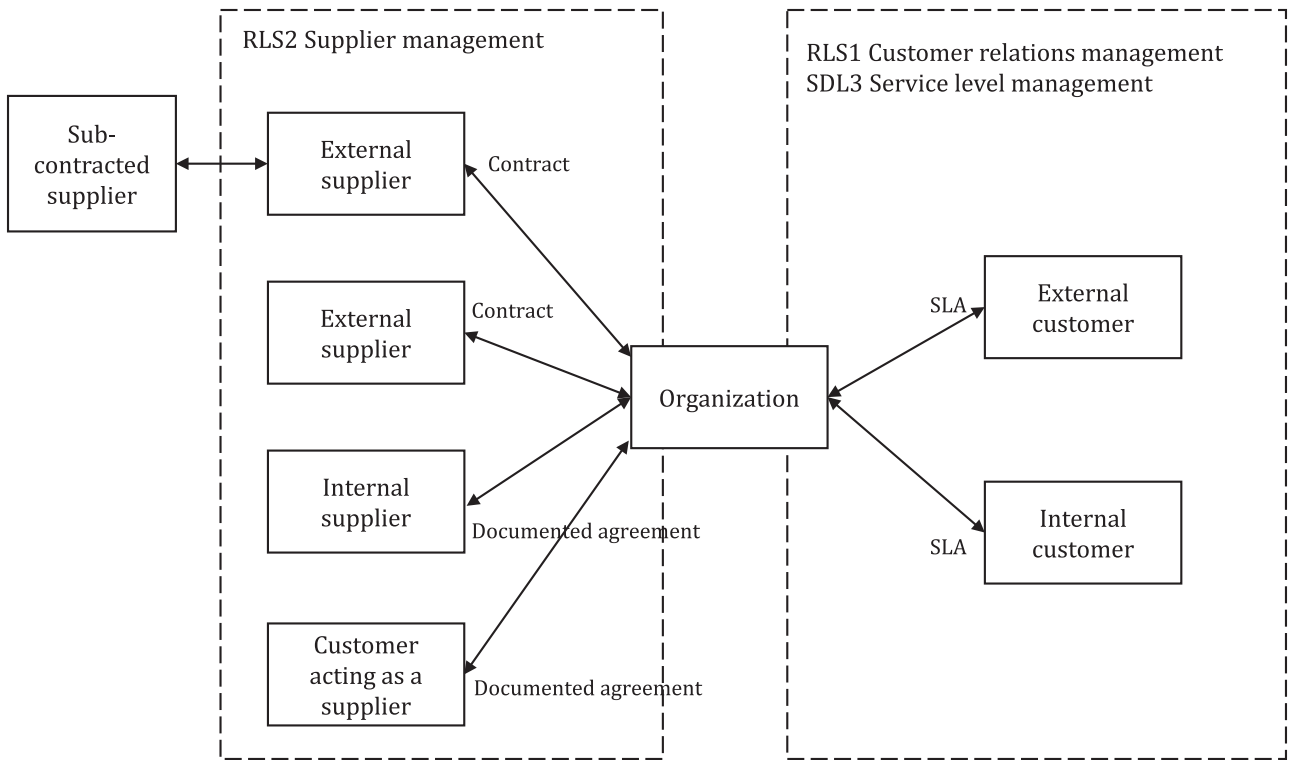 RLS2 Supplier management
RLS1 Customer relations management
SDL3 Service level management
Sub-
contracted
supplier
External
supplier
Contract
External
supplier
Contract
Internal
supplier
Documented agreement
Customer
acting as a
supplier
Documented agreement
Organization
SLA
External
customer
SLA
Internal
customer